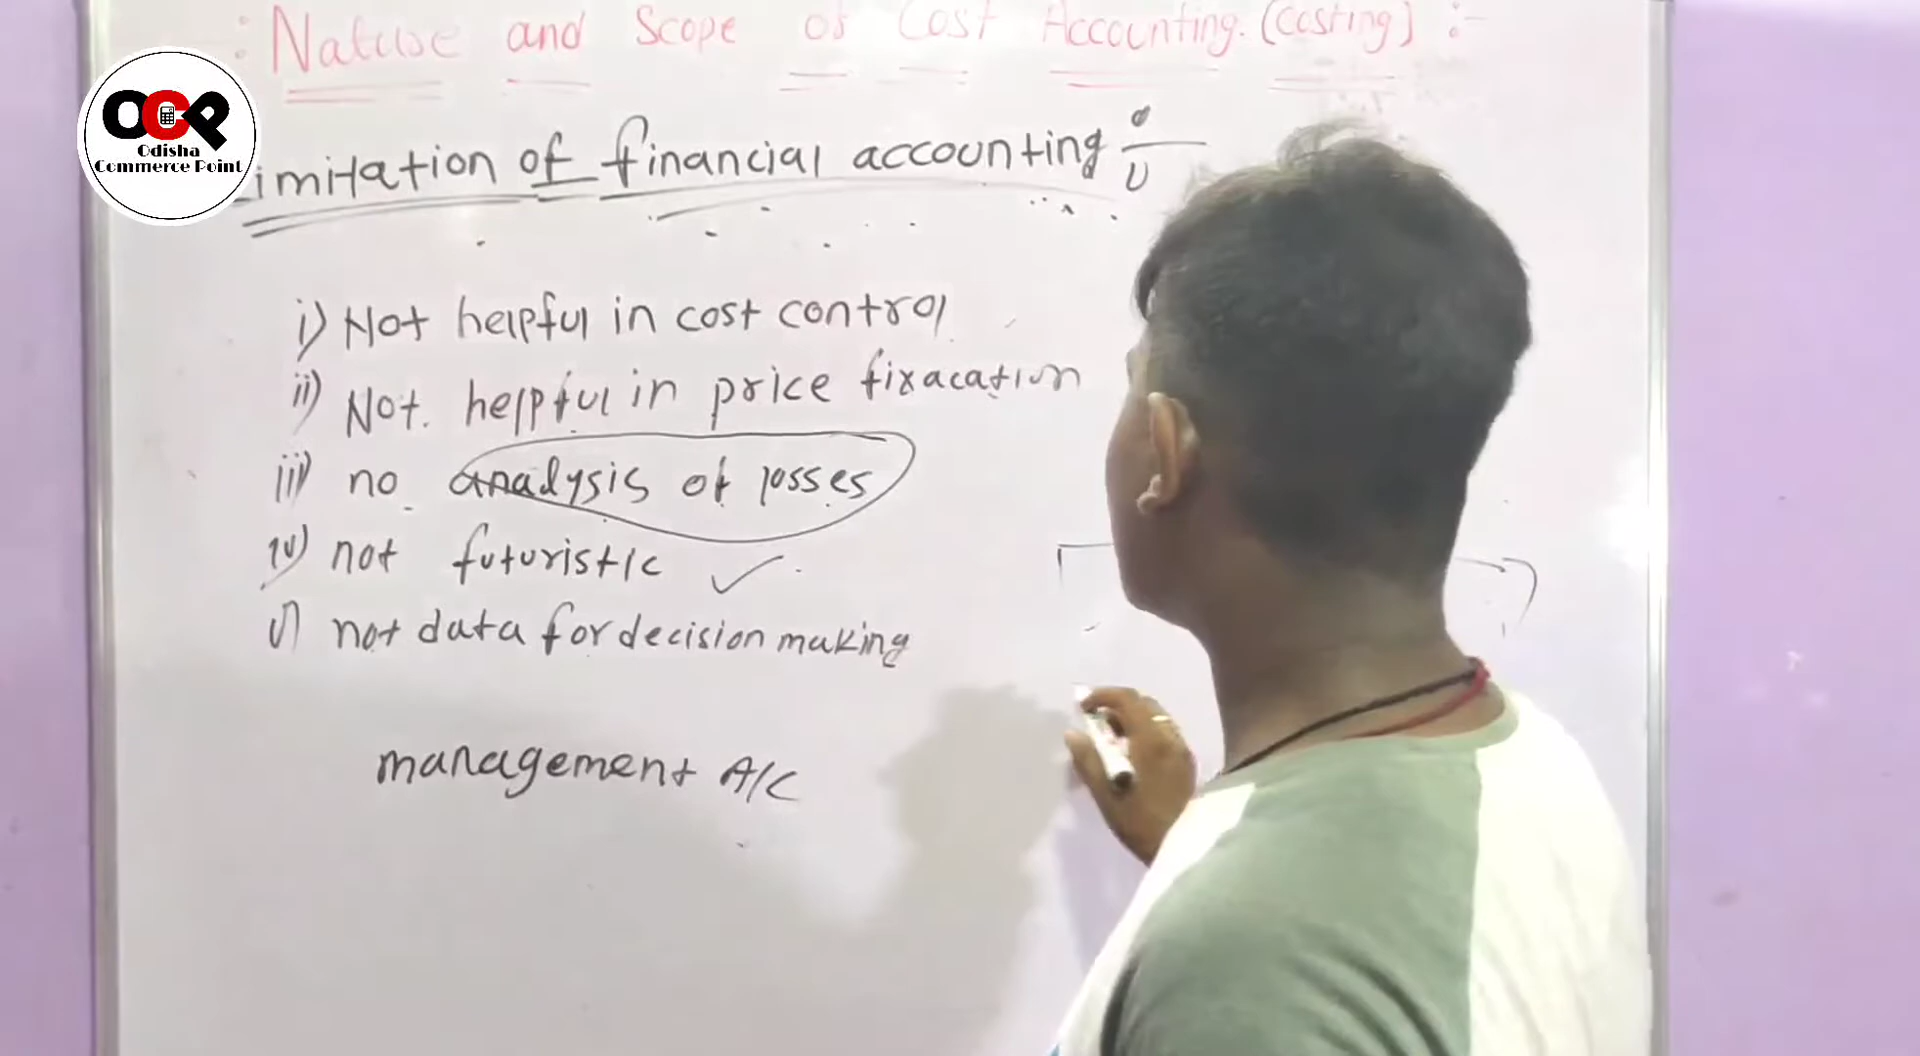 : Nature and Scope of Cost Accounting. (Costing) :-
OCP
Odisha
Commerce Point
imitation of financial accounting
i) Not helpful in cost control
ii) Not. helpful in price fixacation
iii) no analysis of losses
iv) not futuristic ✓
v) not data for decision making
management A/C